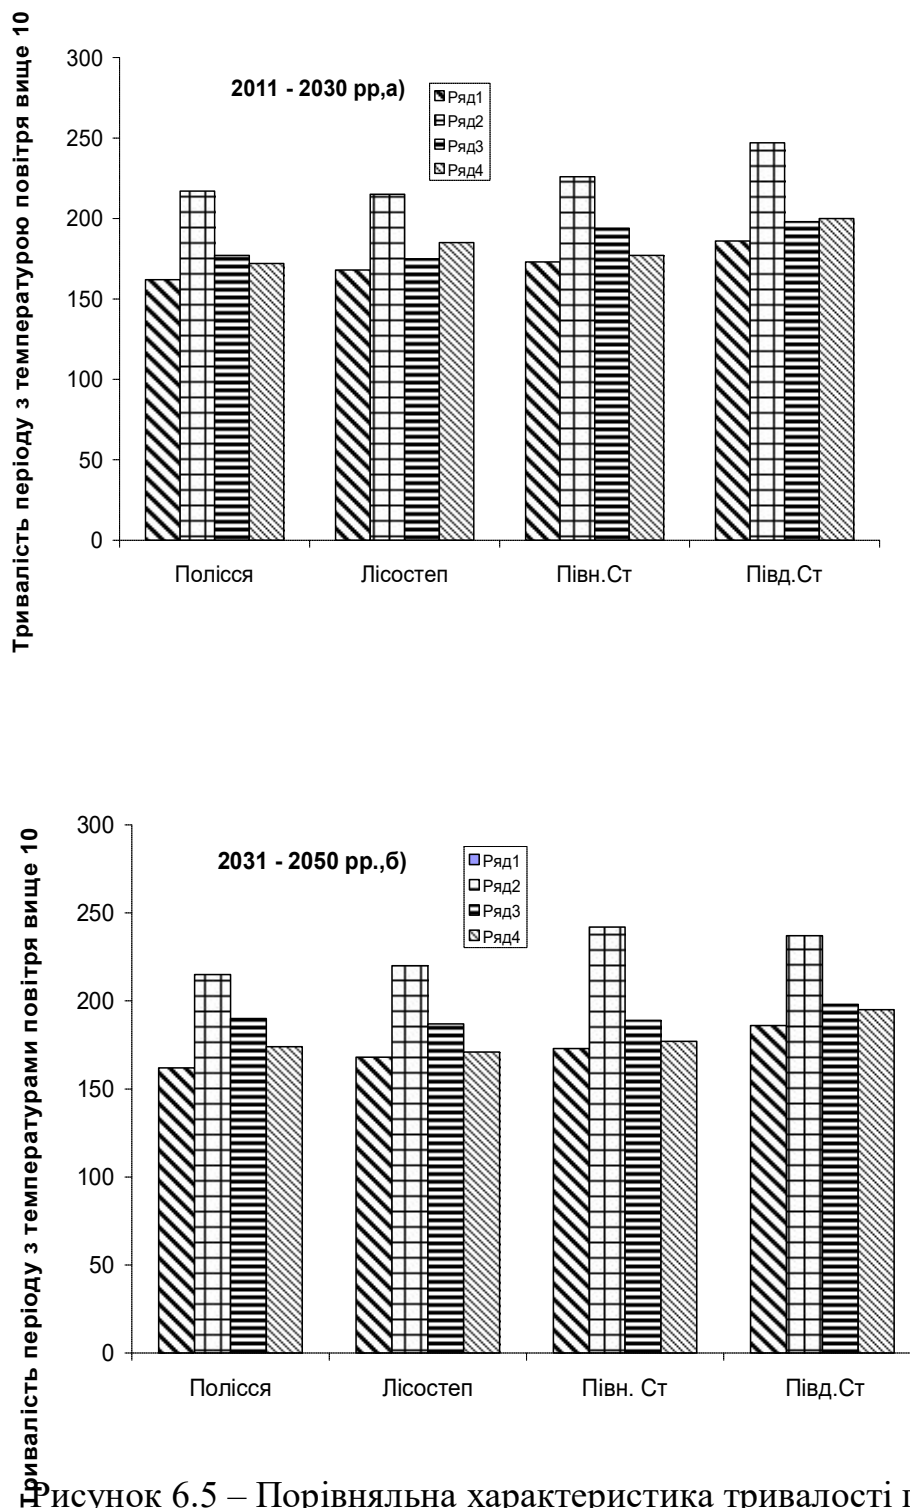 Тривалість періоду з температурою повітря вище 10
2011 - 2030 рр,а)
Ряд1
Ряд2
Ряд3
Ряд4
300
250
200
150
100
50
0
Полісся Лісостеп Півн.Ст Півд.Ст
Тривалість періоду з температурами повітря вище 10
2031 - 2050 рр.,б)
Ряд1
Ряд2
Ряд3
Ряд4
300
250
200
150
100
50
0
Полісся Лісостеп Півн. Ст Півд.Ст
Рисунок 6.5 – Порівняльна характеристика тривалості